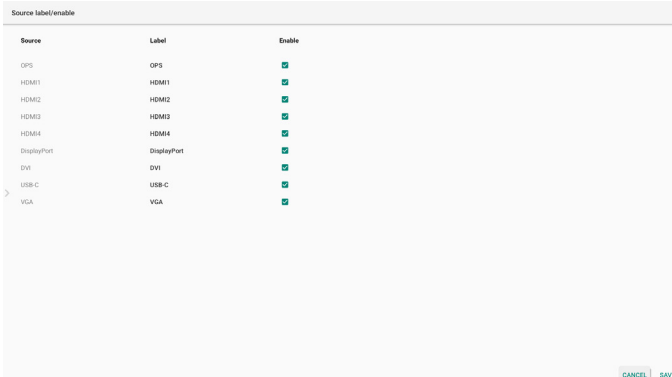 Source label/enable
Source Label Enable
OPS OPS
HDMI1 HDMI1
HDMI2 HDMI2
HDMI3 HDMI3
HDMI4 HDMI4
DisplayPort DisplayPort
DVI DVI
USB-C USB-C
VGA VGA
CANCEL SAV